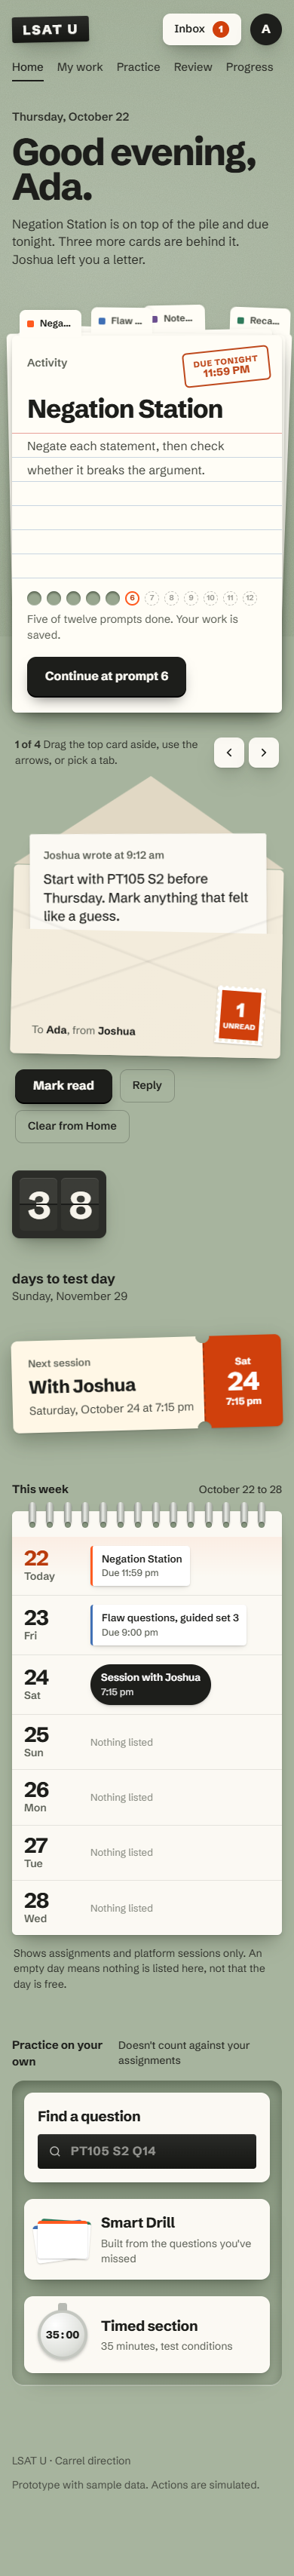 LSAT U
Inbox 1
A
Home My work Practice Review Progress
Thursday, October 22
Good evening,
Ada.
Negation Station is on top of the pile and due
tonight. Three more cards are behind it.
Joshua left you a letter.
Nega... Flaw ... Note... Reca...
Activity
DUE TONIGHT
11:59 PM
Negation Station
Negate each statement, then check
whether it breaks the argument.
6 7 8 9 10 11 12
Five of twelve prompts done. Your work is
saved.
Continue at prompt 6
1 of 4 Drag the top card aside, use the
arrows, or pick a tab.
Joshua wrote at 9:12 am
Start with PT105 S2 before
Thursday. Mark anything that felt
like a guess.
1
UNREAD
To Ada, from Joshua
Mark read
Reply
Clear from Home
38
days to test day
Sunday, November 29
Next session
With Joshua
Saturday, October 24 at 7:15 pm
Sat
24
7:15 pm
This week
October 22 to 28
22
Today
Negation Station
Due 11:59 pm
23
Fri
Flaw questions, guided set 3
Due 9:00 pm
24
Sat
Session with Joshua
7:15 pm
25
Sun
Nothing listed
26
Mon
Nothing listed
27
Tue
Nothing listed
28
Wed
Nothing listed
Shows assignments and platform sessions only. An
empty day means nothing is listed here, not that the
day is free.
Practice on your
own
Doesn't count against your
assignments
Find a question
PT105 S2 Q14
Smart Drill
Built from the questions you've
missed
35:00
Timed section
35 minutes, test conditions
LSAT U · Carrel direction
Prototype with sample data. Actions are simulated.